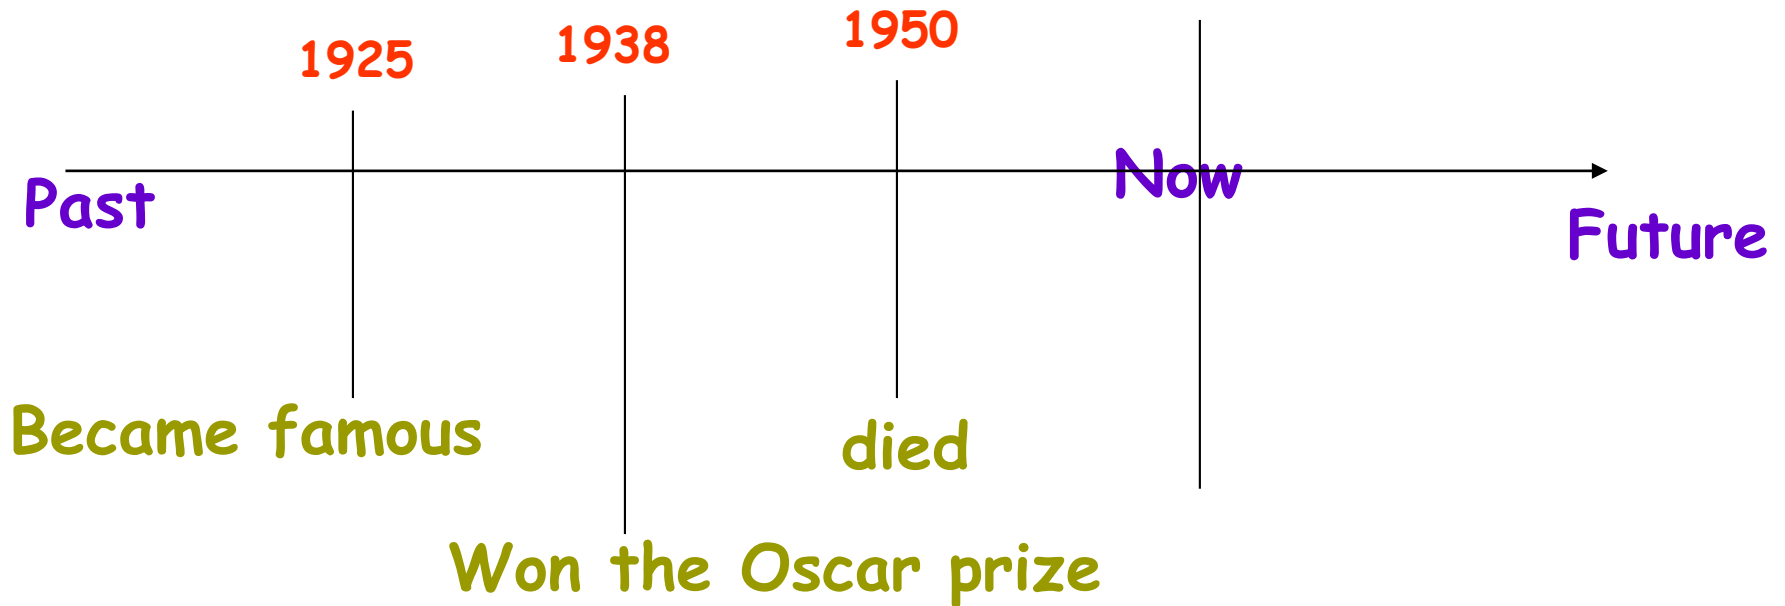 1925
1938
1950
Past
Now
Future
Became famous
died
Won the Oscar prize